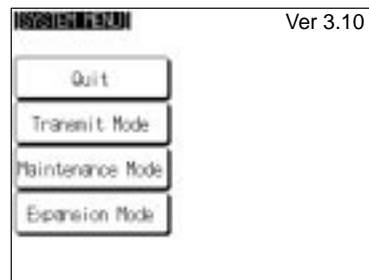 [SYSTEM MENU] Ver 3.10
Quit
Transmit Mode
Maintenance Mode
Expansion Mode